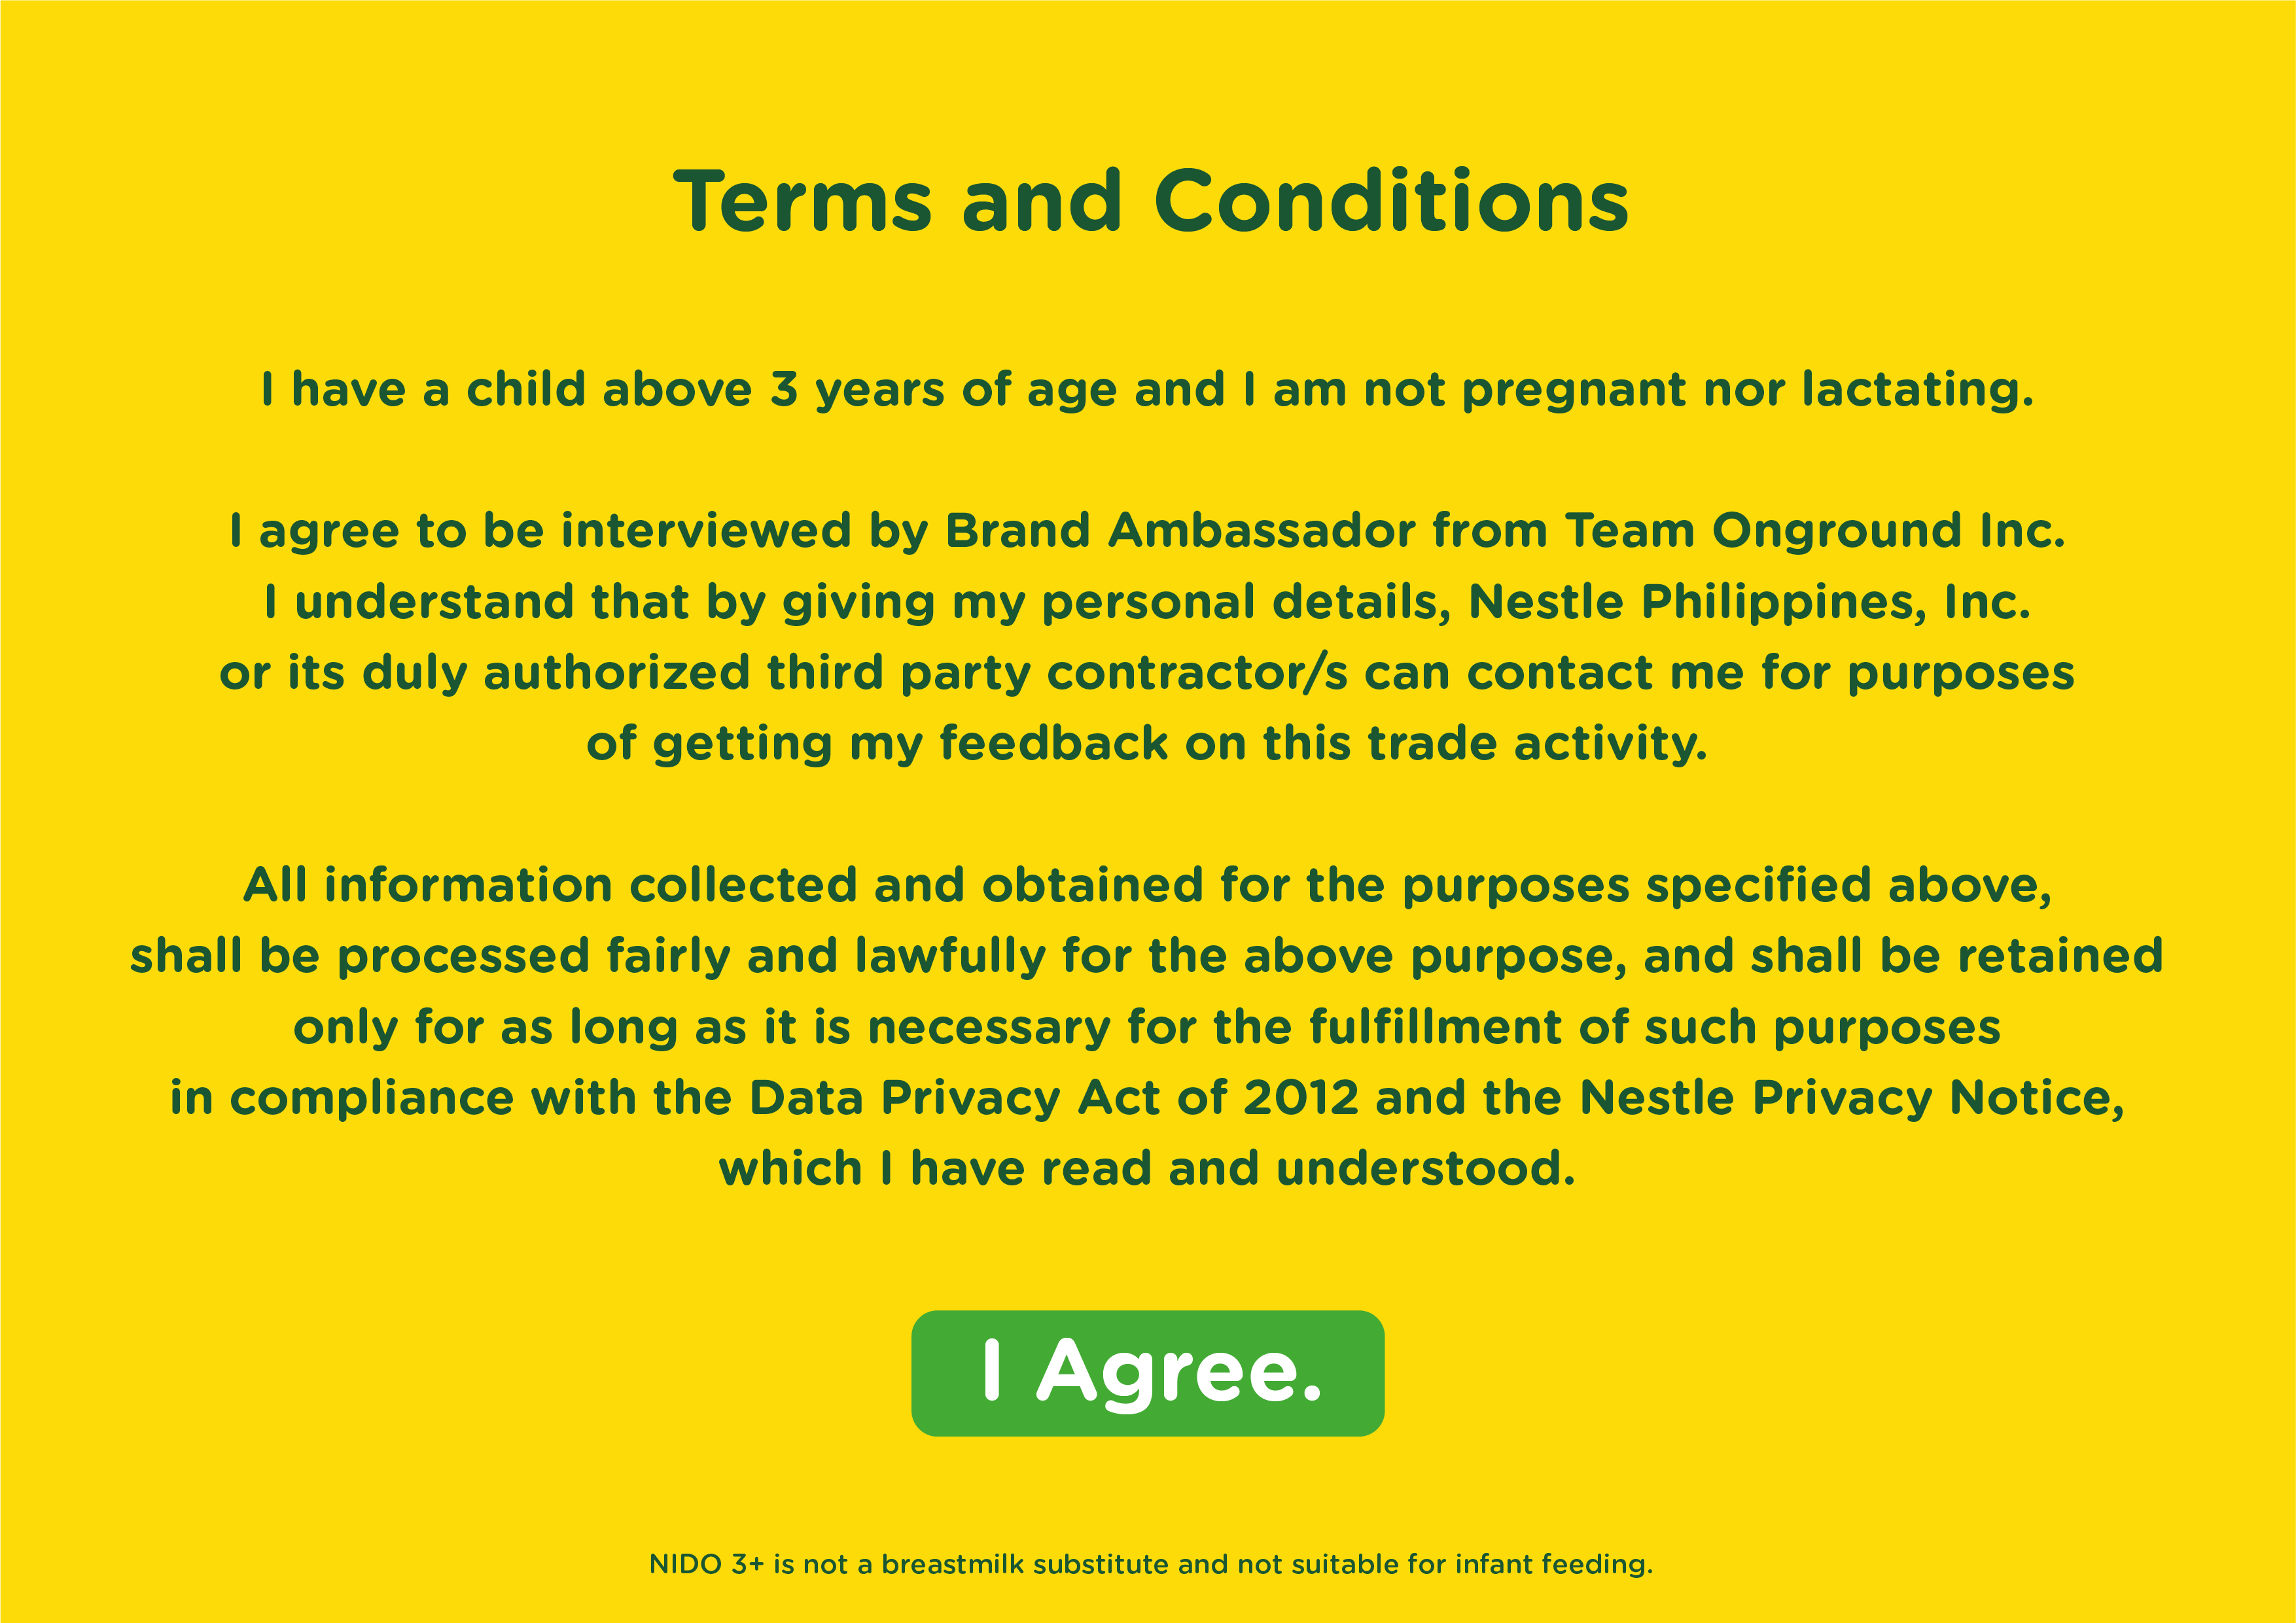 Terms and Conditions
I have a child above 3 years of age and I am not pregnant nor lactating.
I agree to be interviewed by Brand Ambassador from Team Onground Inc.
I understand that by giving my personal details, Nestle Philippines, Inc.
or its duly authorized third party contractor/s can contact me for purposes
of getting my feedback on this trade activity.
All information collected and obtained for the purposes specified above,
shall be processed fairly and lawfully for the above purpose, and shall be retained
only for as long as it is necessary for the fulfillment of such purposes
in compliance with the Data Privacy Act of 2012 and the Nestle Privacy Notice,
which I have read and understood.
I Agree.
NIDO 3+ is not a breastmilk substitute and not suitable for infant feeding.